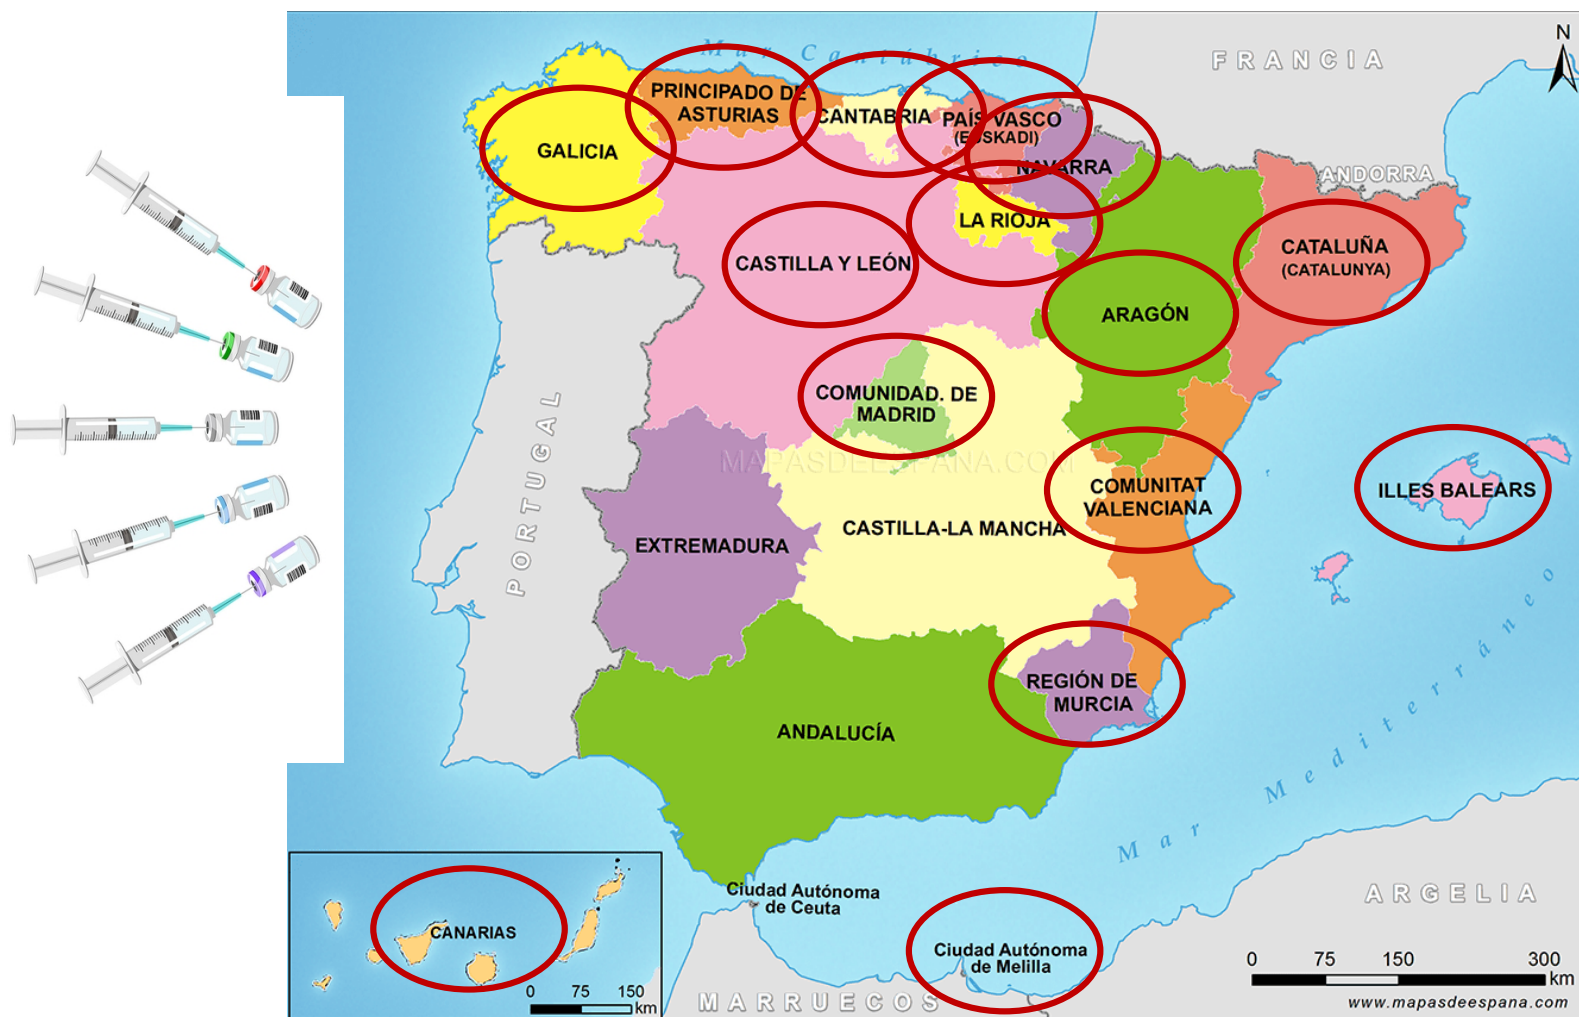 N
Mar Cantábrico
FRANCIA
PRINCIPADO DE
ASTURIAS
CANTABRIA
PAÍS VASCO
(EUSKADI)
GALICIA
NAVARRA
ANDORRA
LA RIOJA
CATALUÑA
(CATALUNYA)
CASTILLA Y LEÓN
ARAGÓN
COMUNIDAD. DE
MADRID
MAPASDEESPANA.COM
PORTUGAL
COMUNITAT
VALENCIANA
ILLES BALEARS
CASTILLA-LA MANCHA
EXTREMADURA
REGIÓN DE
MURCIA
ANDALUCÍA
Mar Mediterráneo
Ciudad Autónoma
de Ceuta
ARGELIA
CANARIAS
Ciudad Autónoma
de Melilla
0 75 150
km
MARRUECOS
0 75 150 300
km
www.mapasdeespana.com